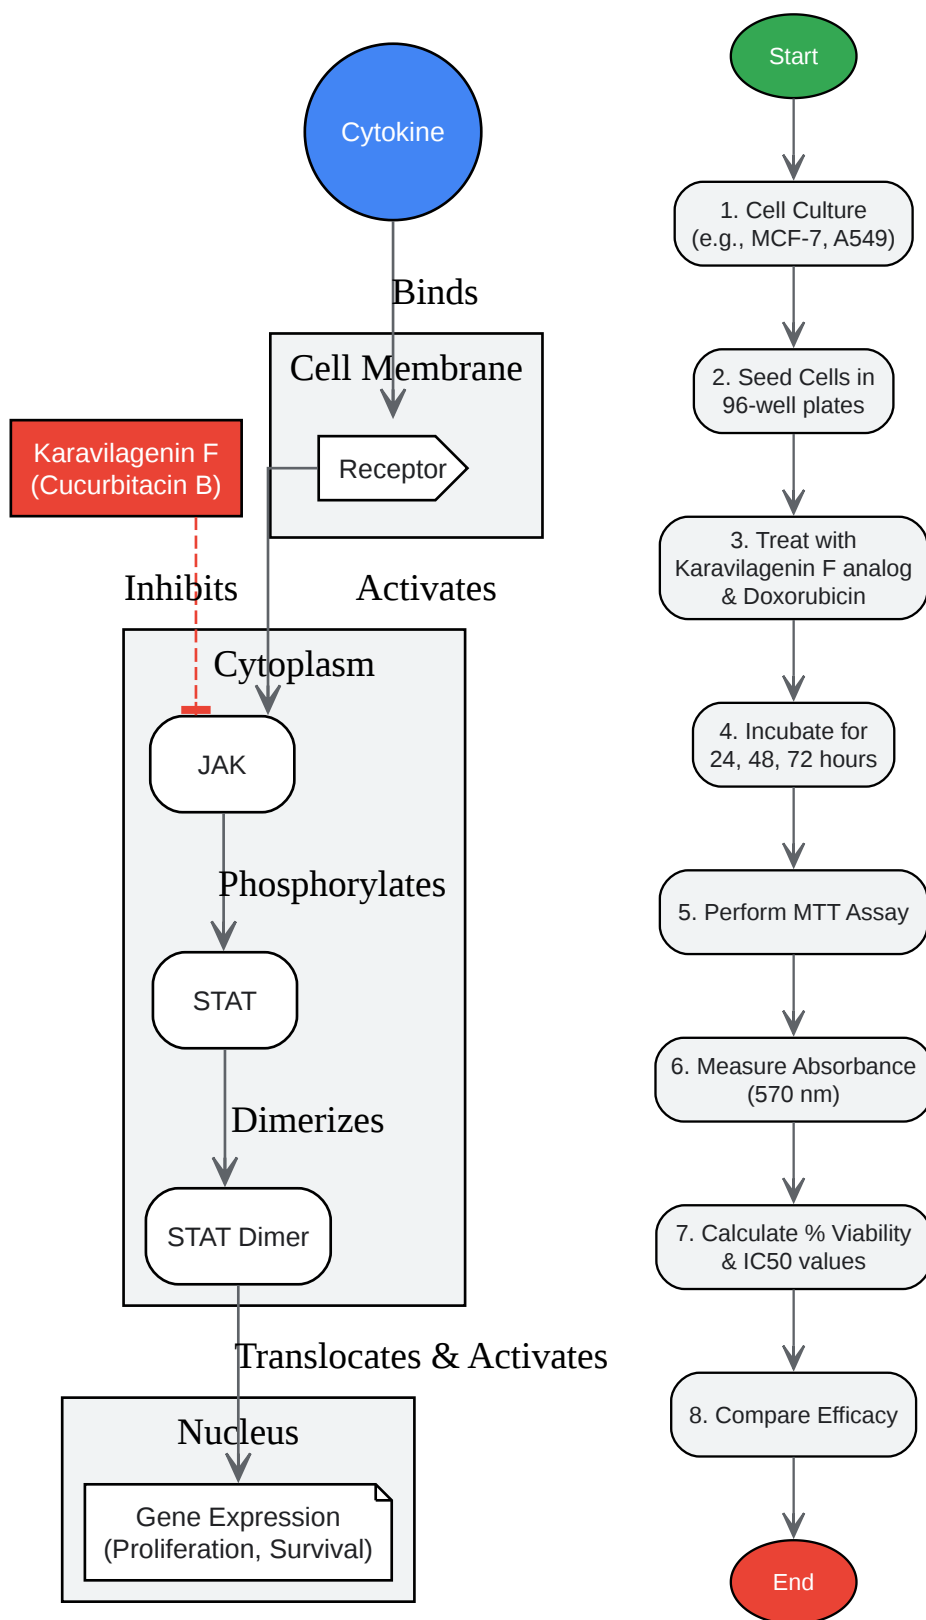 Cytokine
Binds
Cell Membrane
Receptor
Karavilagenin F
(Cucurbitacin B)
Inhibits
Activates
Cytoplasm
JAK
Phosphorylates
STAT
Dimerizes
STAT Dimer
Translocates & Activates
Nucleus
Gene Expression
(Proliferation, Survival)
Start
1. Cell Culture
(e.g., MCF-7, A549)
2. Seed Cells in
96-well plates
3. Treat with
Karavilagenin F analog
& Doxorubicin
4. Incubate for
24, 48, 72 hours
5. Perform MTT Assay
6. Measure Absorbance
(570 nm)
7. Calculate % Viability
& IC50 values
8. Compare Efficacy
End